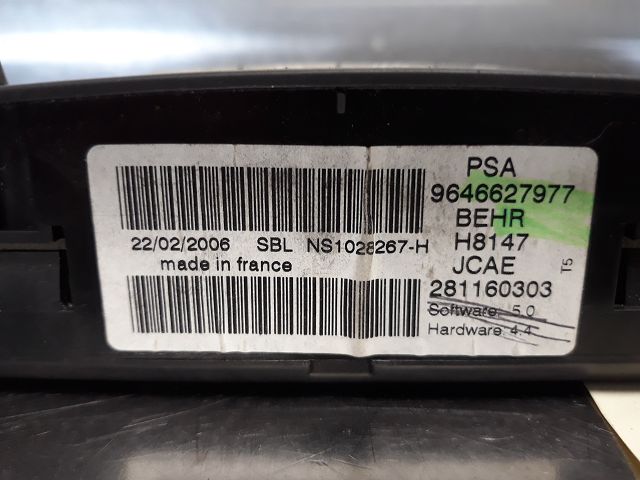 PSA
9646627977
BEHR
22/02/2006 SBL NS1028267-H
H8147
made in france
JCAE
T5
281160303
Software 5.0
Hardware 4.4